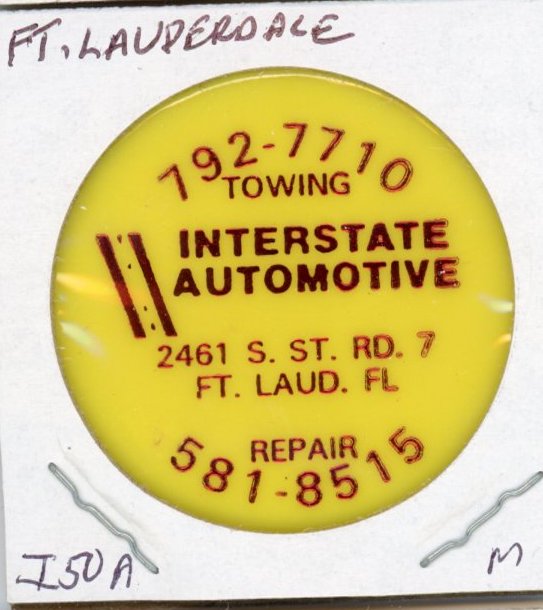 FT. LAUDERDALE
792-7710
TOWING
INTERSTATE
AUTOMOTIVE
2461 S. ST. RD. 7
FT. LAUD. FL
REPAIR
581-8515
I50A
M